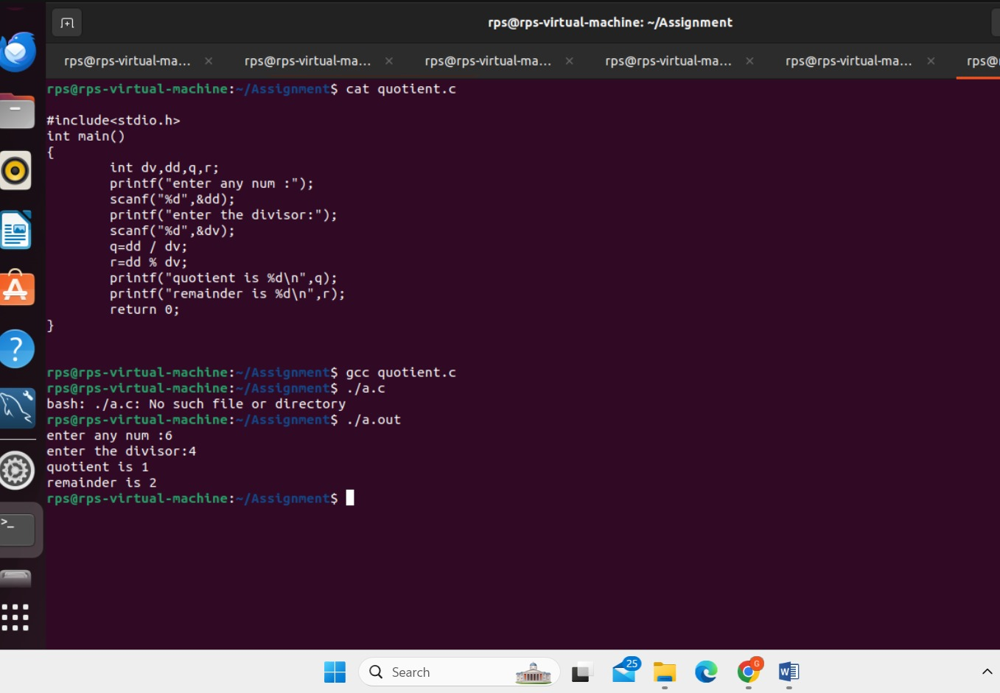 rps@rps-virtual-machine: ~/Assignment
rps@rps-virtual-ma... × rps@rps-virtual-ma... × rps@rps-virtual-ma... × rps@rps-virtual-ma... × rps@rps-virtual-ma... × rps@
rps@rps-virtual-machine:~/Assignment$ cat quotient.c
#include<stdio.h>
int main()
{
        int dv,dd,q,r;
        printf("enter any num :");
        scanf("%d",&dd);
        printf("enter the divisor:");
        scanf("%d",&dv);
        q=dd / dv;
        r=dd % dv;
        printf("quotient is %d\n",q);
        printf("remainder is %d\n",r);
        return 0;
}
rps@rps-virtual-machine:~/Assignment$ gcc quotient.c
rps@rps-virtual-machine:~/Assignment$ ./a.c
bash: ./a.c: No such file or directory
rps@rps-virtual-machine:~/Assignment$ ./a.out
enter any num :6
enter the divisor:4
quotient is 1
remainder is 2
rps@rps-virtual-machine:~/Assignment$
Search 25 G W